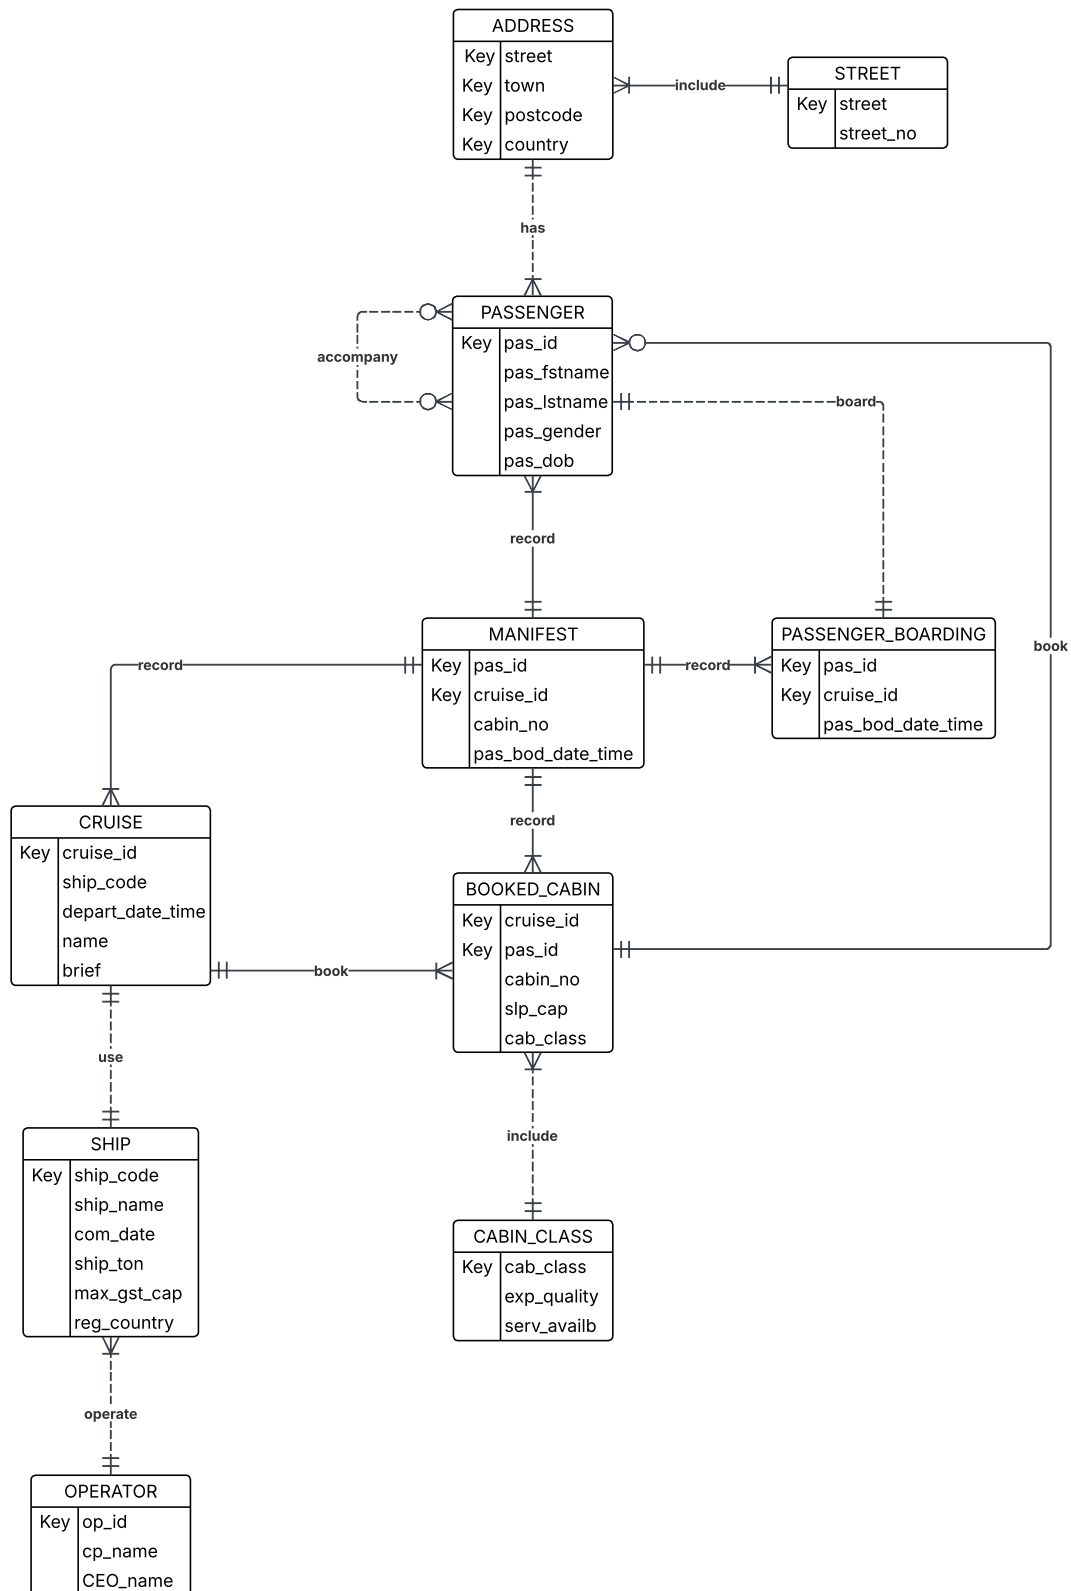 ADDRESS
Key street
Key town
Key postcode
Key country
include
STREET
Key street
street_no
has
PASSENGER
Key pas_id
pas_fstname
pas_lstname
pas_gender
pas_dob
accompany
board
record
book
MANIFEST
Key pas_id
Key cruise_id
cabin_no
pas_bod_date_time
record
PASSENGER_BOARDING
Key pas_id
Key cruise_id
pas_bod_date_time
record
record
CRUISE
Key cruise_id
ship_code
depart_date_time
name
brief
book
BOOKED_CABIN
Key cruise_id
Key pas_id
cabin_no
slp_cap
cab_class
use
include
SHIP
Key ship_code
ship_name
com_date
ship_ton
max_gst_cap
reg_country
CABIN_CLASS
Key cab_class
exp_quality
serv_availb
operate
OPERATOR
Key op_id
cp_name
CEO_name